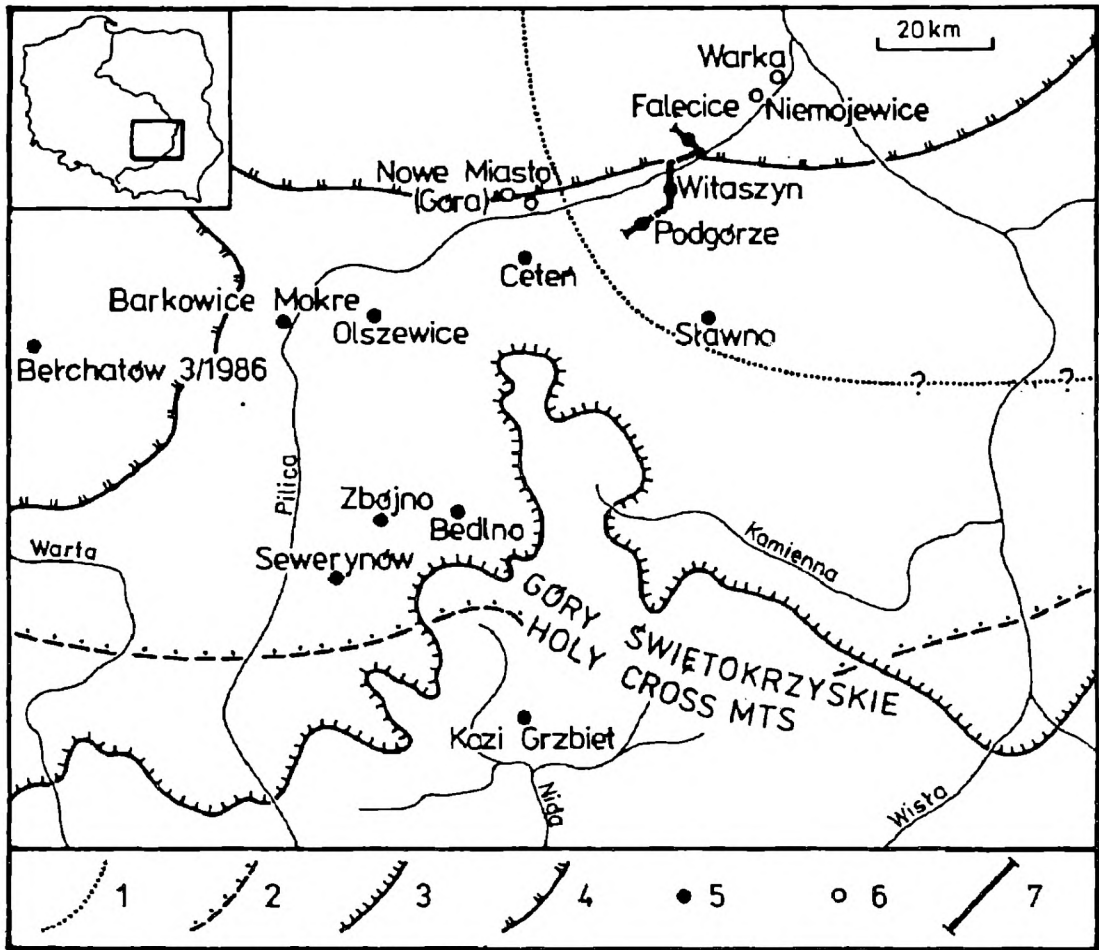 20 km
Warka
Falecice
Niemojewice
Nowe Miasto
(Góra)
Witaszyn
Podgórze
Ceteń
Barkowice Mokre
Olszewice
Sławno
Bełchatów 3/1986
?
?
Pilica
Zbójno
Bedlno
Warta
Kamienna
Sewerynów
GÓRY ŚWIĘTOKRZYSKIE
HOLY CROSS MTS
Kozi Grzbiet
Nida
Wisła
1
2
3
4
5
6
7